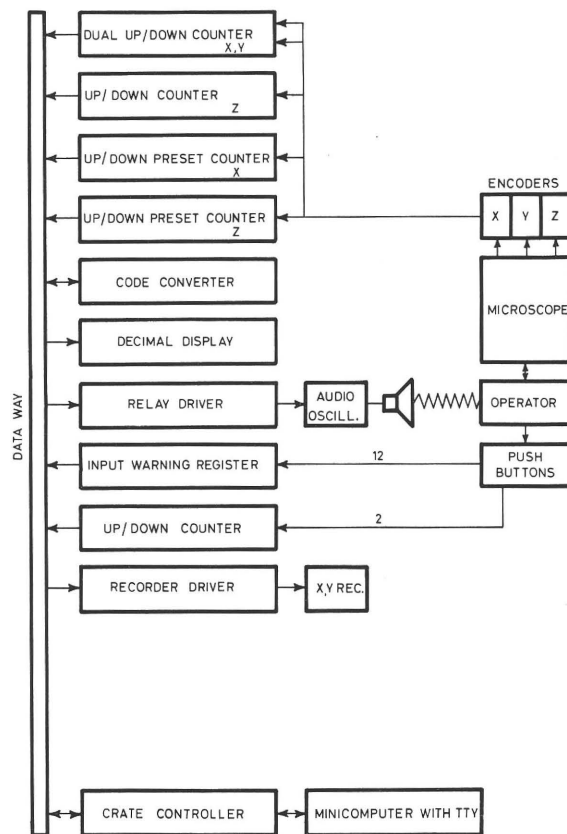 DUAL UP/DOWN COUNTER
X,Y
UP/DOWN COUNTER
Z
UP/DOWN PRESET COUNTER
X
UP/DOWN PRESET COUNTER
Z
ENCODERS
X Y Z
CODE CONVERTER
MICROSCOPE
DECIMAL DISPLAY
RELAY DRIVER
AUDIO
OSCILL.
OPERATOR
DATA WAY
INPUT WARNING REGISTER
12
PUSH
BUTTONS
UP/DOWN COUNTER
2
RECORDER DRIVER
X,Y REC.
CRATE CONTROLLER
MINICOMPUTER WITH TTY